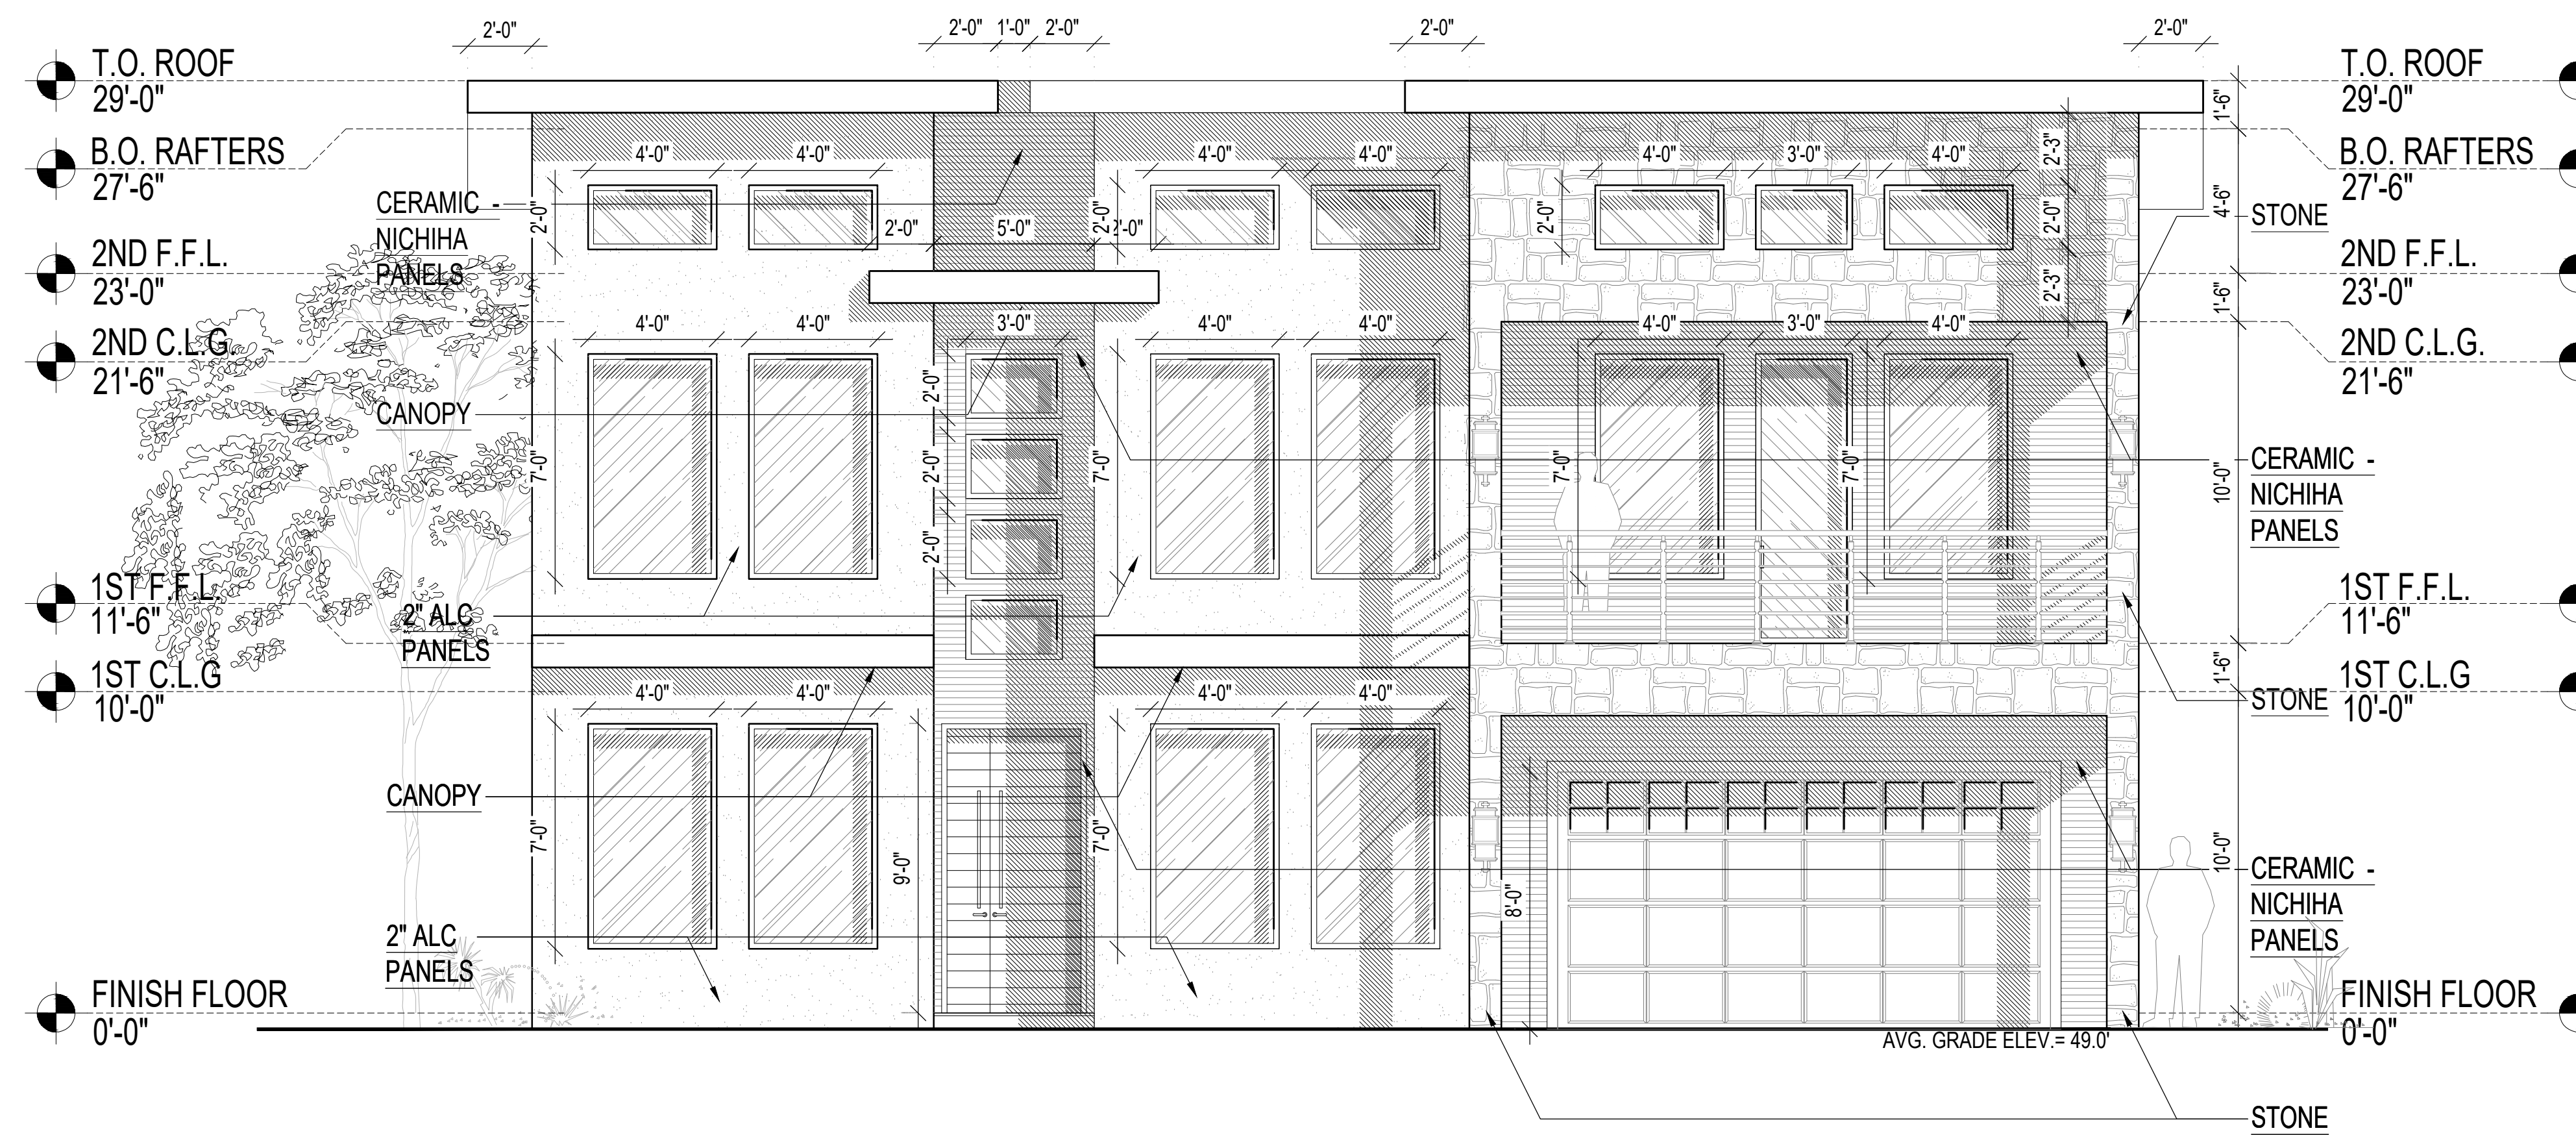 2'-0"
2'-0" 1'-0" 2'-0"
2'-0"
2'-0"
T.O. ROOF
29'-0"
B.O. RAFTERS
27'-6"
2ND F.F.L.
23'-0"
2ND C.L.G.
21'-6"
1ST F.F.L.
11'-6"
1ST C.L.G
10'-0"
FINISH FLOOR
0'-0"
CERAMIC -
NICHIHA
PANELS
CANOPY
2" ALC
PANELS
CANOPY
2" ALC
PANELS
4'-0" 4'-0" 4'-0" 4'-0" 4'-0" 3'-0" 4'-0"
2'-0"
2'-0"
2'-0"
2'-3"
2'-0"
2'-3"
2'-0" 5'-0" 2'-0"
4'-0" 4'-0" 3'-0" 4'-0" 4'-0" 4'-0" 3'-0" 4'-0"
7'-0"
2'-0"
2'-0"
2'-0"
7'-0"
7'-0"
7'-0"
4'-0" 4'-0" 4'-0" 4'-0"
7'-0"
9'-0"
7'-0"
8'-0"
1'-6"
4'-6"
1'-6"
10'-0"
1'-6"
10'-0"
STONE
CERAMIC -
NICHIHA
PANELS
STONE
CERAMIC -
NICHIHA
PANELS
STONE
T.O. ROOF
29'-0"
B.O. RAFTERS
27'-6"
2ND F.F.L.
23'-0"
2ND C.L.G.
21'-6"
1ST F.F.L.
11'-6"
1ST C.L.G
10'-0"
FINISH FLOOR
0'-0"
AVG. GRADE ELEV.= 49.0'